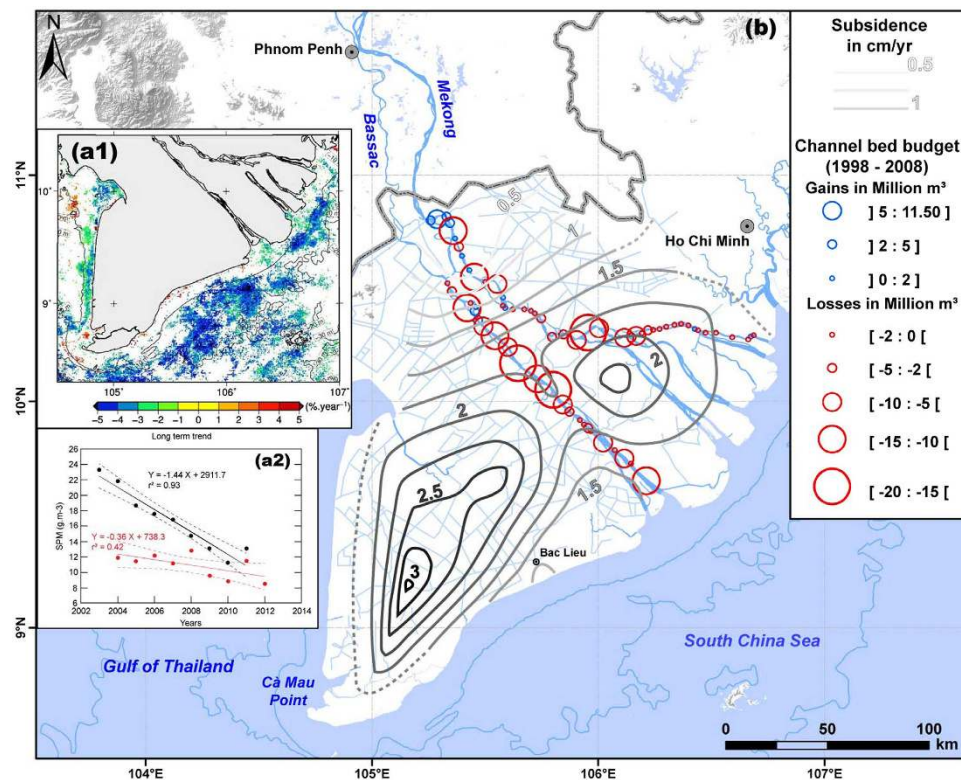 N
Phnom Penh
Mekong
Bassac
(b)
Ho Chi Minh
0.5
1
1.5
2
2
1.5
2.5
3
Bac Lieu
Gulf of Thailand
Cà Mau
Point
South China Sea
11°N
10°N
9°N
104°E
105°E
106°E
107°E
0 25 50 100
km
Subsidence
in cm/yr
0.5
1
Channel bed budget
(1998 - 2008)
Gains in Million m³
] 5 : 11.50 ]
] 2 : 5 ]
] 0 : 2 ]
Losses in Million m³
[ -2 : 0 [
[ -5 : -2 [
[ -10 : -5 [
[ -15 : -10 [
[ -20 : -15 [
(a1)
10°
9°
105°
106°
107°
−5 −4 −3 −2 −1 0 1 2 3 4 5 (%.year⁻¹)
Long term trend
(a2)
Y = -1.44 X + 2911.7
r² = 0.93
Y = -0.36 X + 738.3
r² = 0.42
SPM (g.m-3)
26
24
22
20
18
16
14
12
10
8
6
4
2002 2004 2006 2008 2010 2012 2014
Years